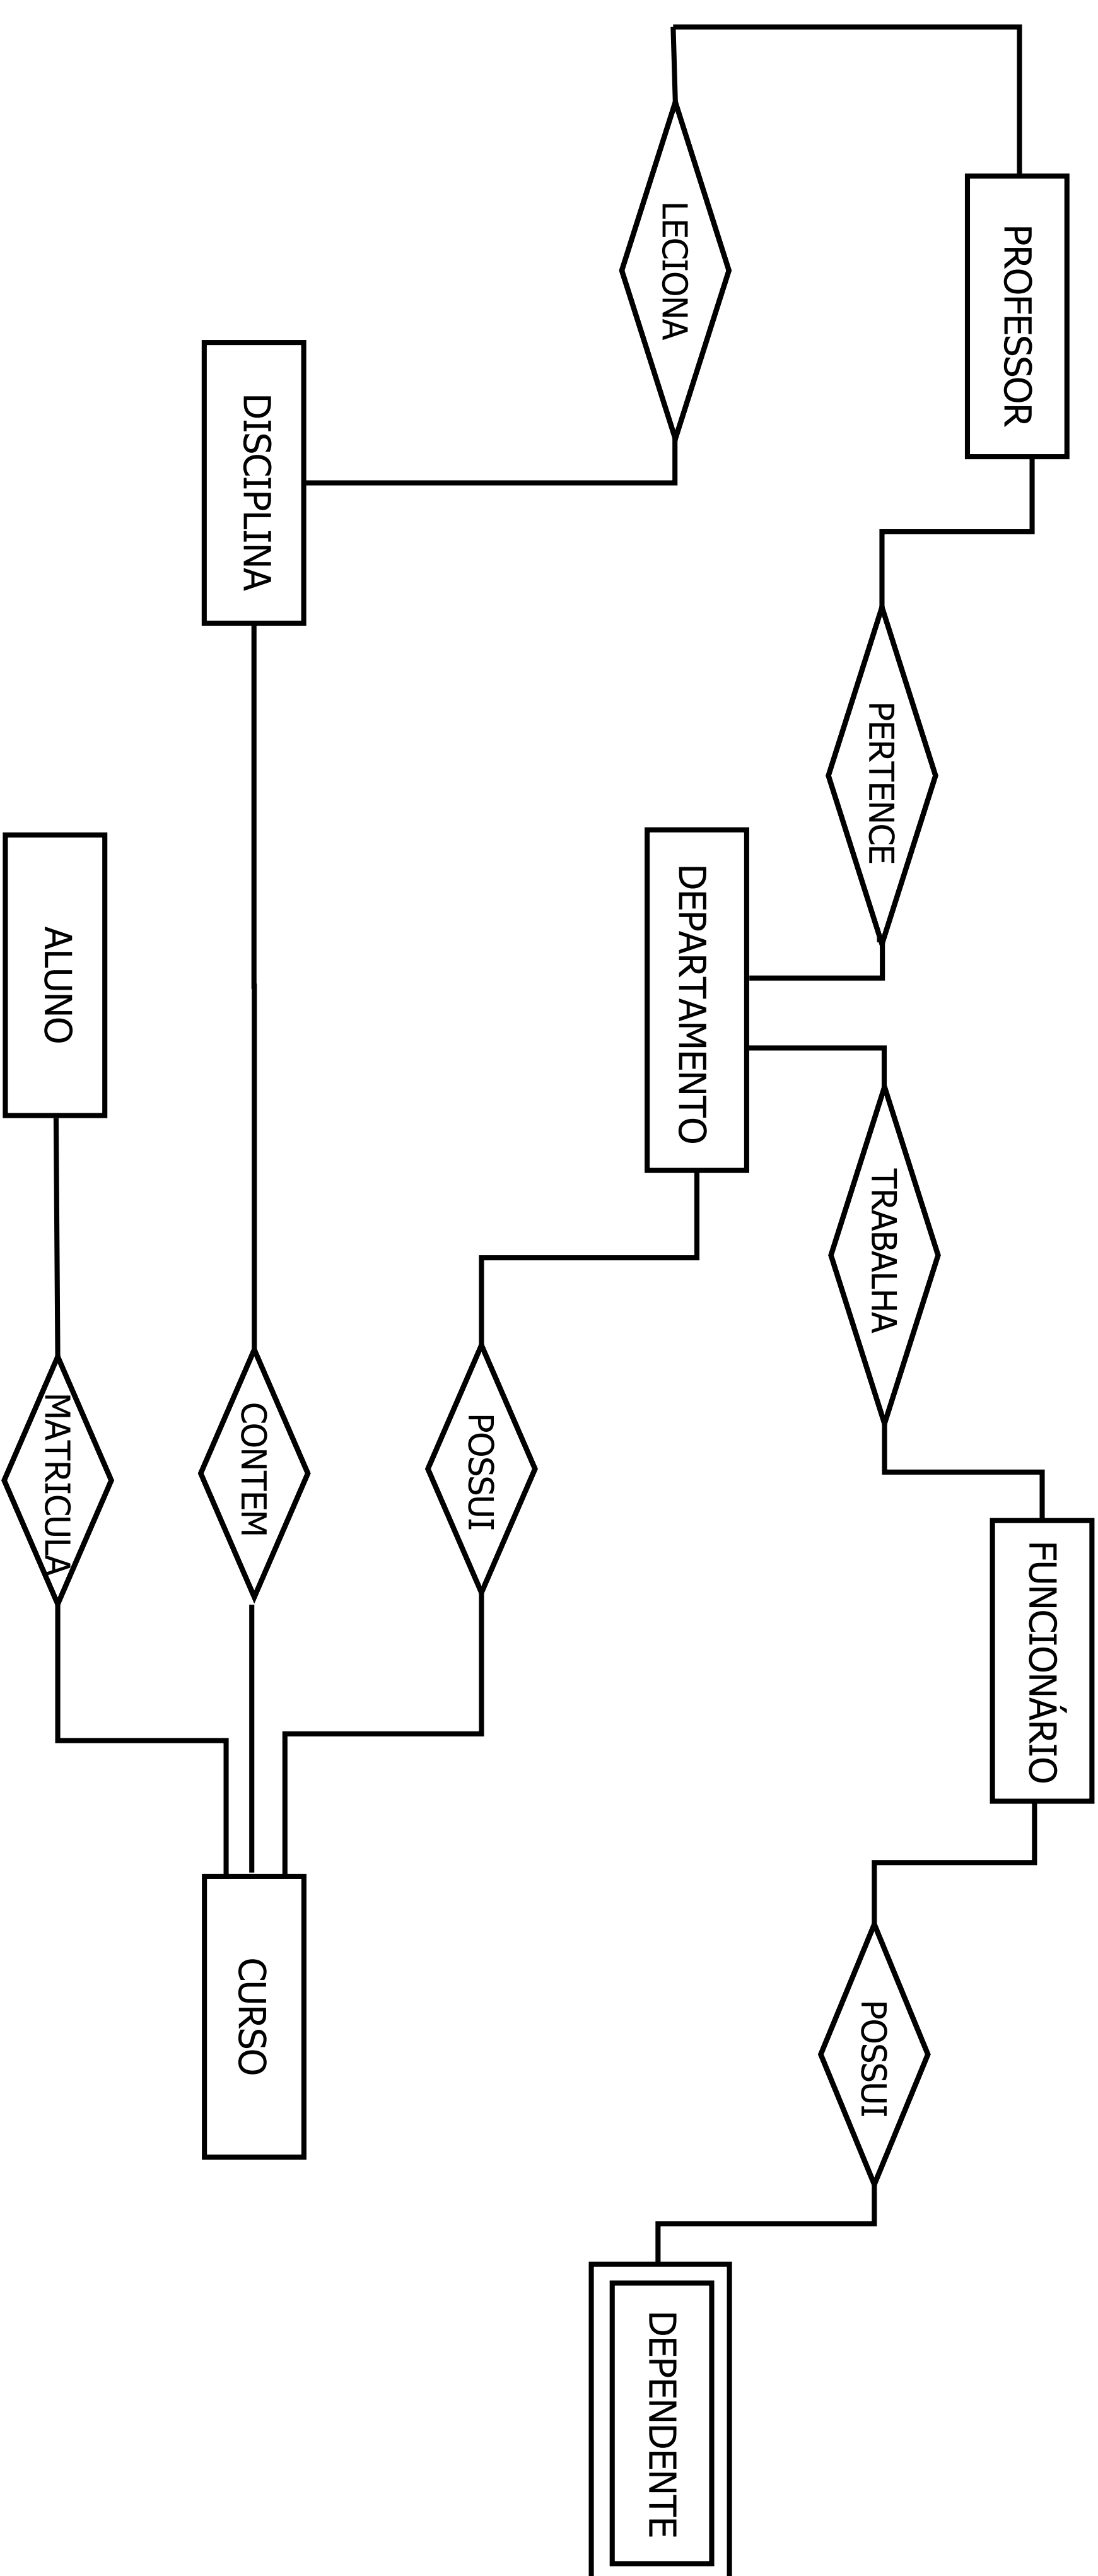 PROFESSOR
PERTENCE
TRABALHA
FUNCIONÁRIO
POSSUI
LECIONA
DEPARTAMENTO
DEPENDENTE
POSSUI
DISCIPLINA
CONTEM
CURSO
ALUNO
MATRICULA